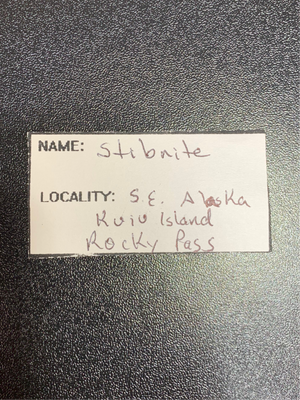 NAME: Stibnite
LOCALITY: S.E. Alaska
Kuiu Island
Rocky Pass